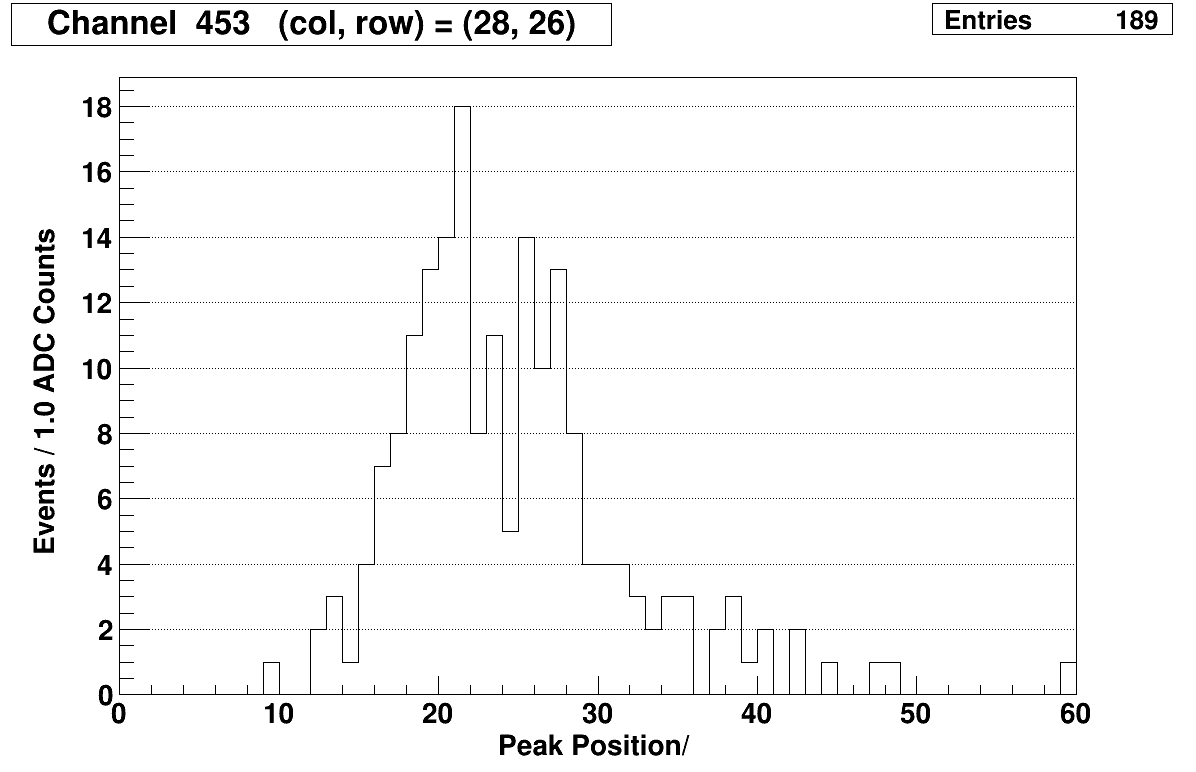 Channel 453 (col, row) = (28, 26)
Entries 189
18
16
14
12
10
8
6
4
2
0
Events / 1.0 ADC Counts
0 10 20 30 40 50 60
Peak Position/